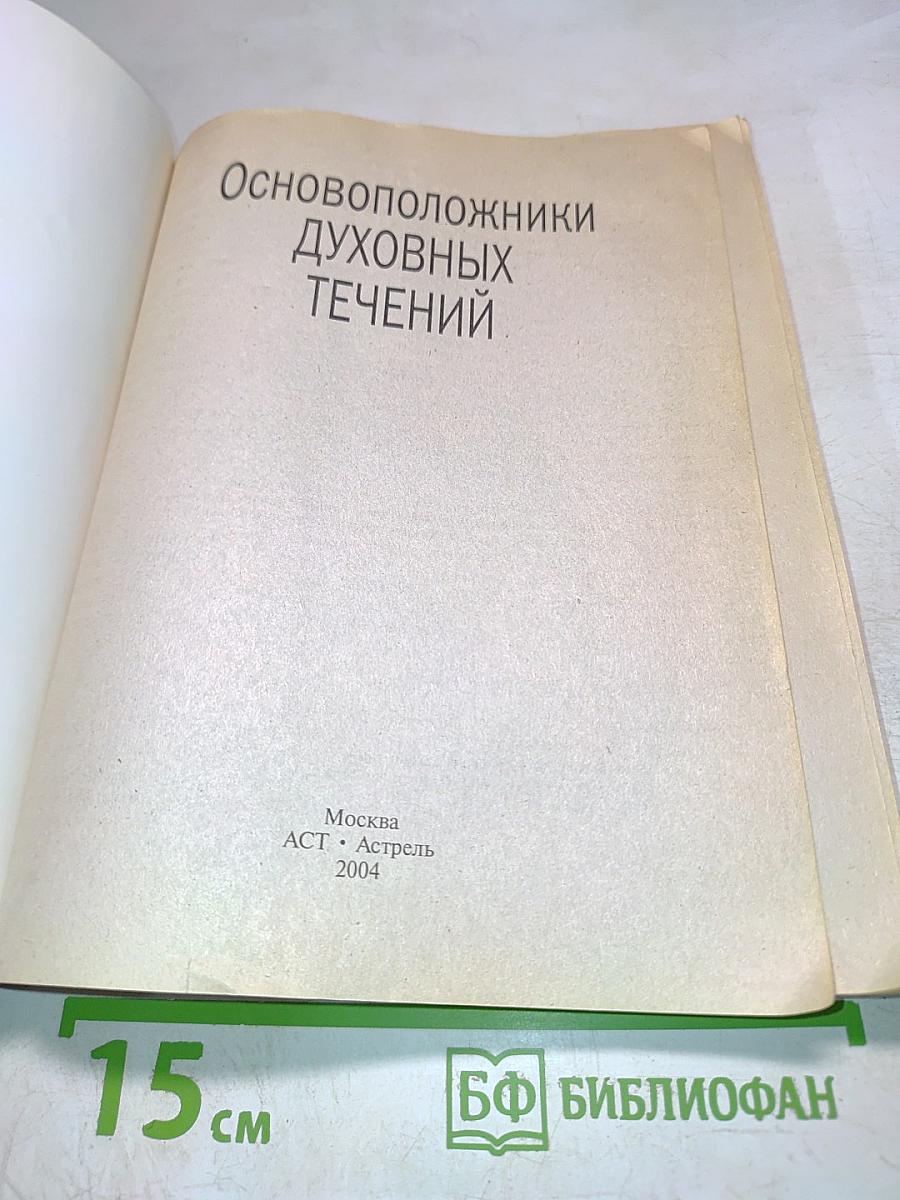 Основоположники
ДУХОВНЫХ
ТЕЧЕНИЙ
Москва
АСТ • Астрель
2004
15 см
БФ БИБЛИОФАН